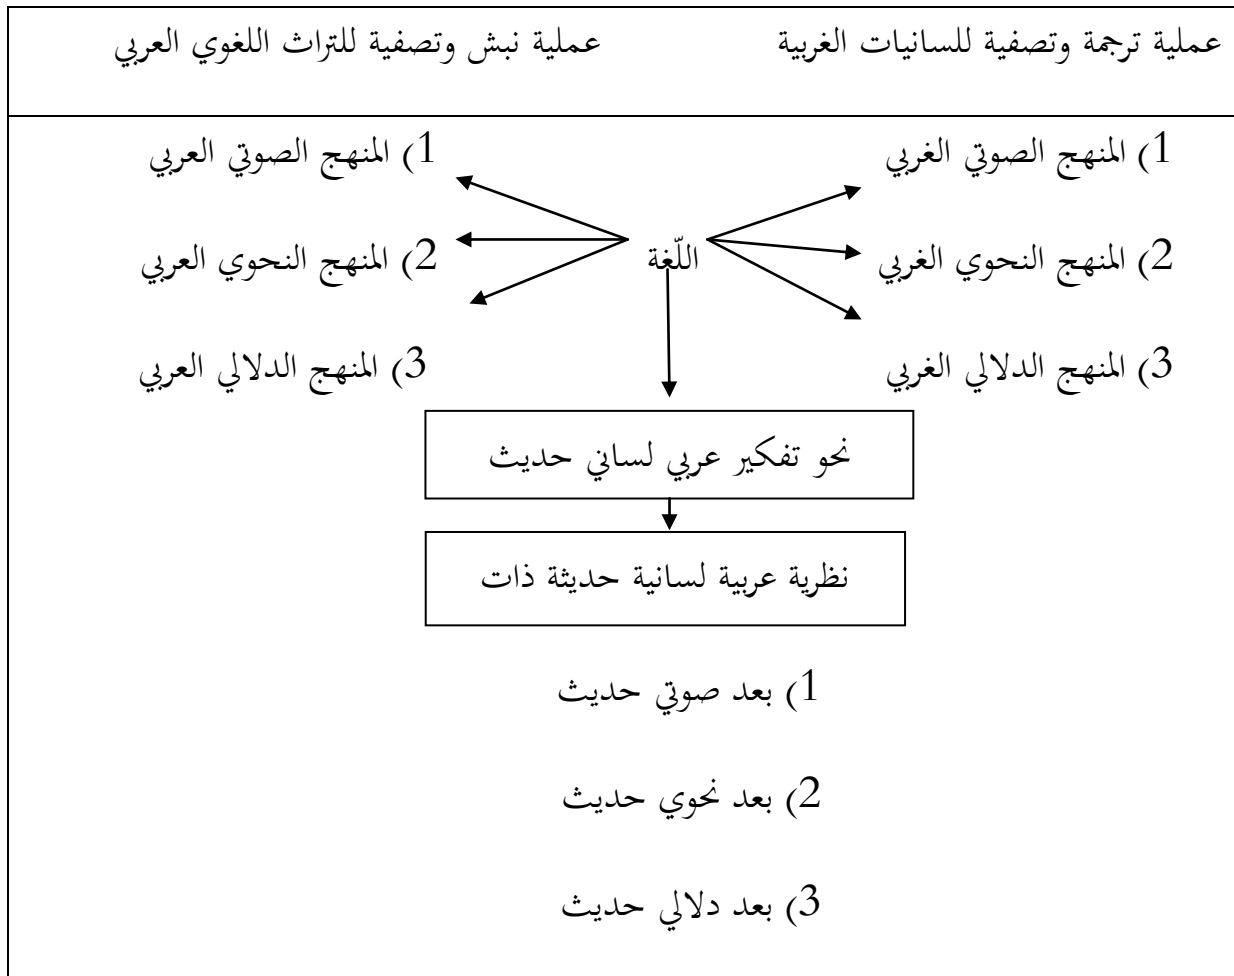 عملية ترجمة وتصفية للسانيات الغربية عملية نبش وتصفية للتراث اللغوي العربي
1) المنهج الصوتي الغربي 1) المنهج الصوتي العربي
2) المنهج النحوي الغربي اللّغة 2) المنهج النحوي العربي
3) المنهج الدلالي الغربي 3) المنهج الدلالي العربي
نحو تفكير عربي لساني حديث
نظرية عربية لسانية حديثة ذات
1) بعد صوتي حديث
2) بعد نحوي حديث
3) بعد دلالي حديث